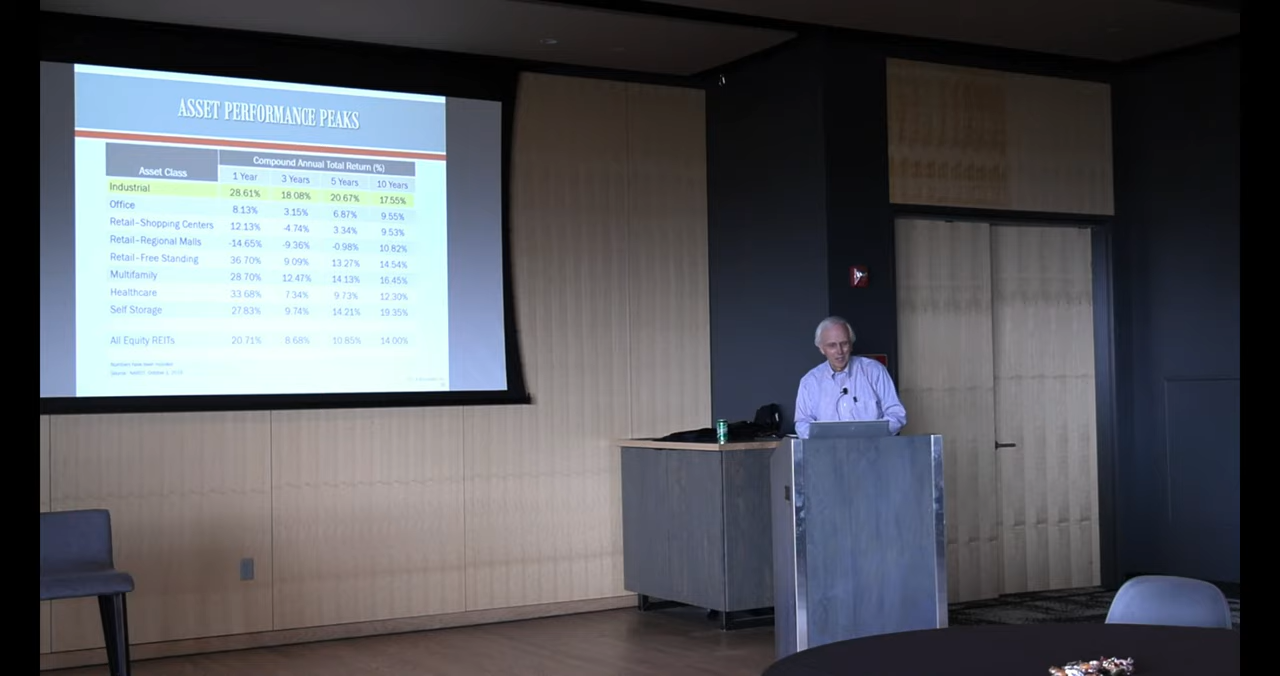 ASSET PERFORMANCE PEAKS
Asset Class
Compound Annual Total Return (%)
1 Year 3 Years 5 Years 10 Years
Industrial 28.61% 18.08% 20.67% 17.55%
Office 8.13% 3.15% 6.87% 9.55%
Retail-Shopping Centers 12.13% -4.74% 3.34% 9.53%
Retail-Regional Malls -14.65% -9.36% -0.98% 10.82%
Retail-Free Standing 36.70% 9.09% 13.27% 14.54%
Multifamily 28.70% 12.47% 14.13% 16.45%
Healthcare 33.68% 7.34% 9.73% 12.30%
Self Storage 27.83% 9.74% 14.21% 19.35%
All Equity REITs 20.71% 8.68% 10.85% 14.00%
Numbers have been rounded